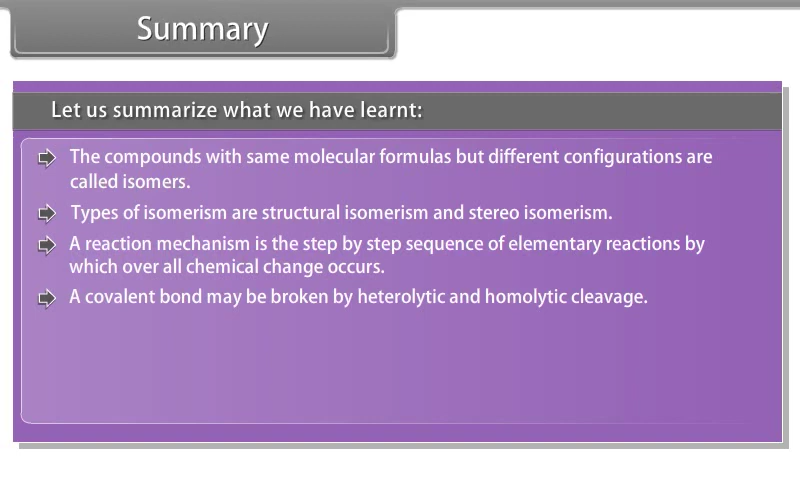 Summary
Let us summarize what we have learnt:
The compounds with same molecular formulas but different configurations are
called isomers.
Types of isomerism are structural isomerism and stereo isomerism.
A reaction mechanism is the step by step sequence of elementary reactions by
which over all chemical change occurs.
A covalent bond may be broken by heterolytic and homolytic cleavage.